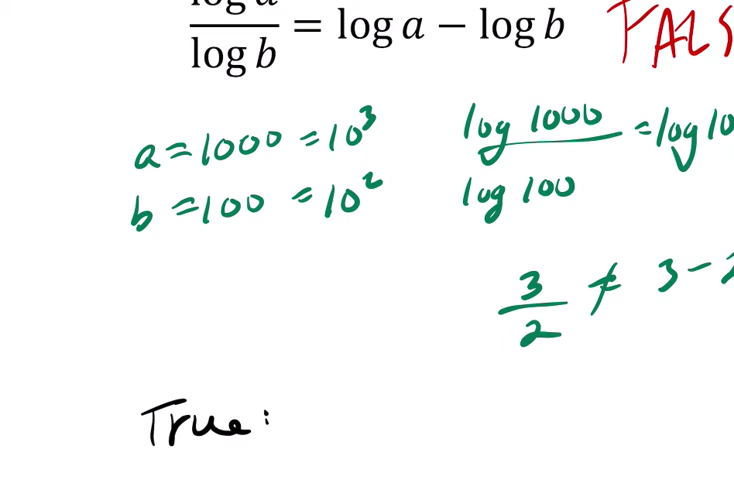 log a / log b = log a − log b FALS
a = 1000 = 10³ log 1000 / log 100 = log 10
b = 100 = 10²
3/2 ≠ 3 − 2
True: